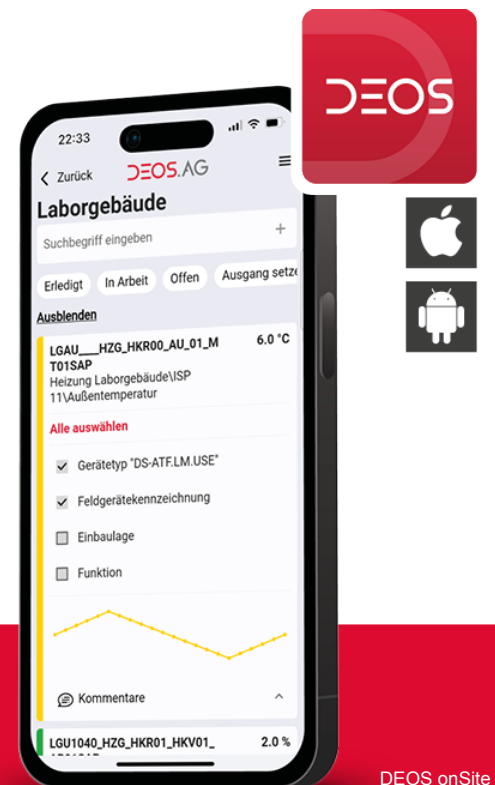 DEOS
22:33
Zurück
DEOS.AG
Laborgebäude
Suchbegriff eingeben
Erledigt In Arbeit Offen Ausgang setze
Ausblenden
LGAU___HZG_HKR00_AU_01_M 6.0 °C
T01SAP
Heizung Laborgebäude\ISP
11\Außentemperatur
Alle auswählen
Gerätetyp "DS-ATF.LM.USE"
Feldgerätekennzeichnung
Einbaulage
Funktion
Kommentare
LGU1040_HZG_HKR01_HKV01_ 2.0 %
DEOS onSite